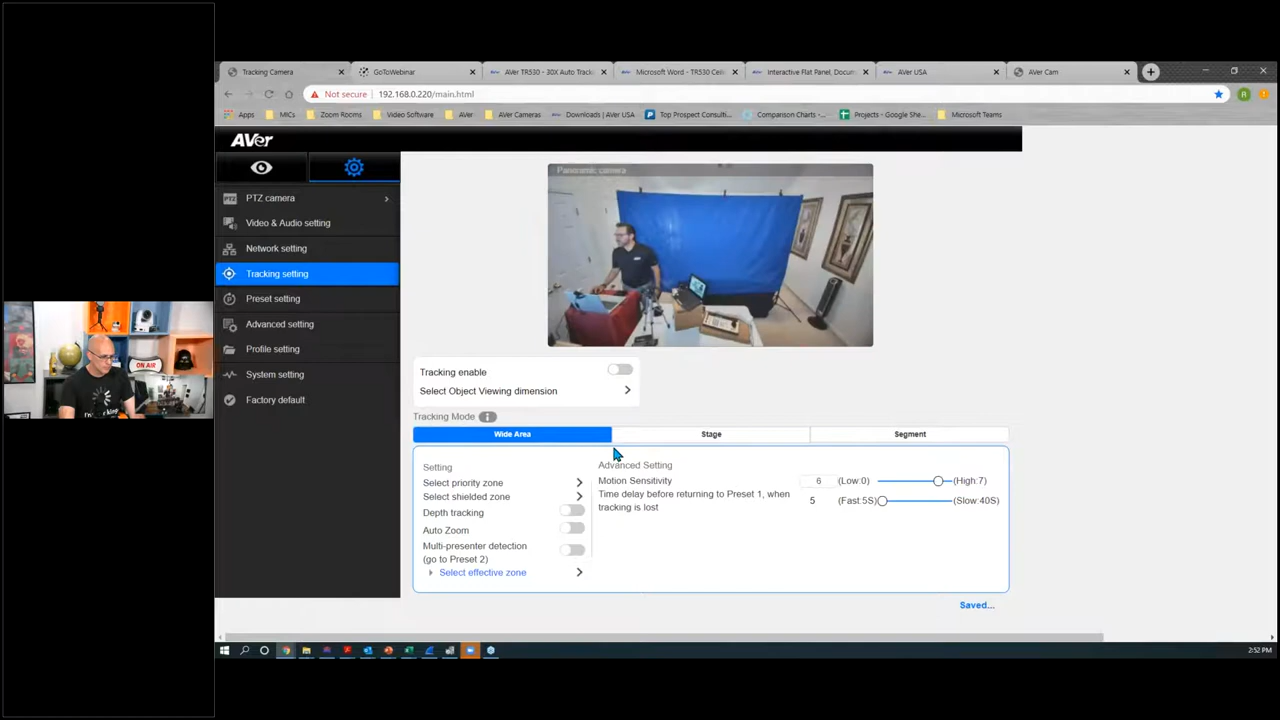 Tracking Camera
GoToWebinar
AVer TR530 - 30X Auto Track
Microsoft Word - TR530 Ceil
Interactive Flat Panel, Docum
AVer USA
AVer Cam
Not secure
192.168.0.220/main.html
Apps
MICs
Zoom Rooms
Video Software
AVer
AVer Cameras
Downloads | AVer USA
Top Prospect Consulti...
Comparison Charts -...
Projects - Google She...
Microsoft Teams
AVer
PTZ
PTZ camera
Video & Audio setting
Network setting
Tracking setting
Preset setting
Advanced setting
Profile setting
System setting
Factory default
Panoramic camera
ON AIR
Tracking enable
Select Object Viewing dimension
Tracking Mode
Wide Area
Stage
Segment
Setting
Select priority zone
Select shielded zone
Depth tracking
Auto Zoom
Multi-presenter detection
(go to Preset 2)
Select effective zone
Advanced Setting
Motion Sensitivity
6
(Low:0)
(High:7)
Time delay before returning to Preset 1, when
tracking is lost
5
(Fast:5S)
(Slow:40S)
Saved...
2:52 PM